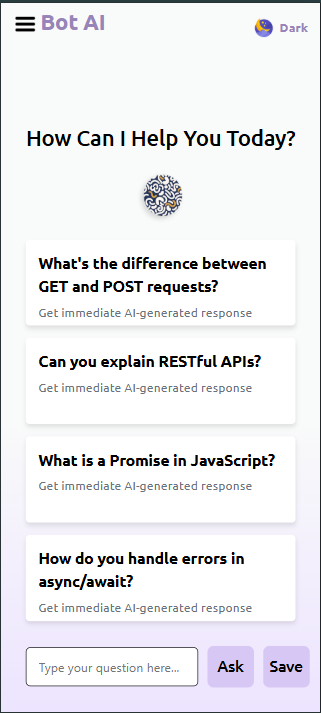 Bot AI
Dark
How Can I Help You Today?
What's the difference between
GET and POST requests?
Get immediate AI-generated response
Can you explain RESTful APIs?
Get immediate AI-generated response
What is a Promise in JavaScript?
Get immediate AI-generated response
How do you handle errors in
async/await?
Get immediate AI-generated response
Type your question here...
Ask
Save